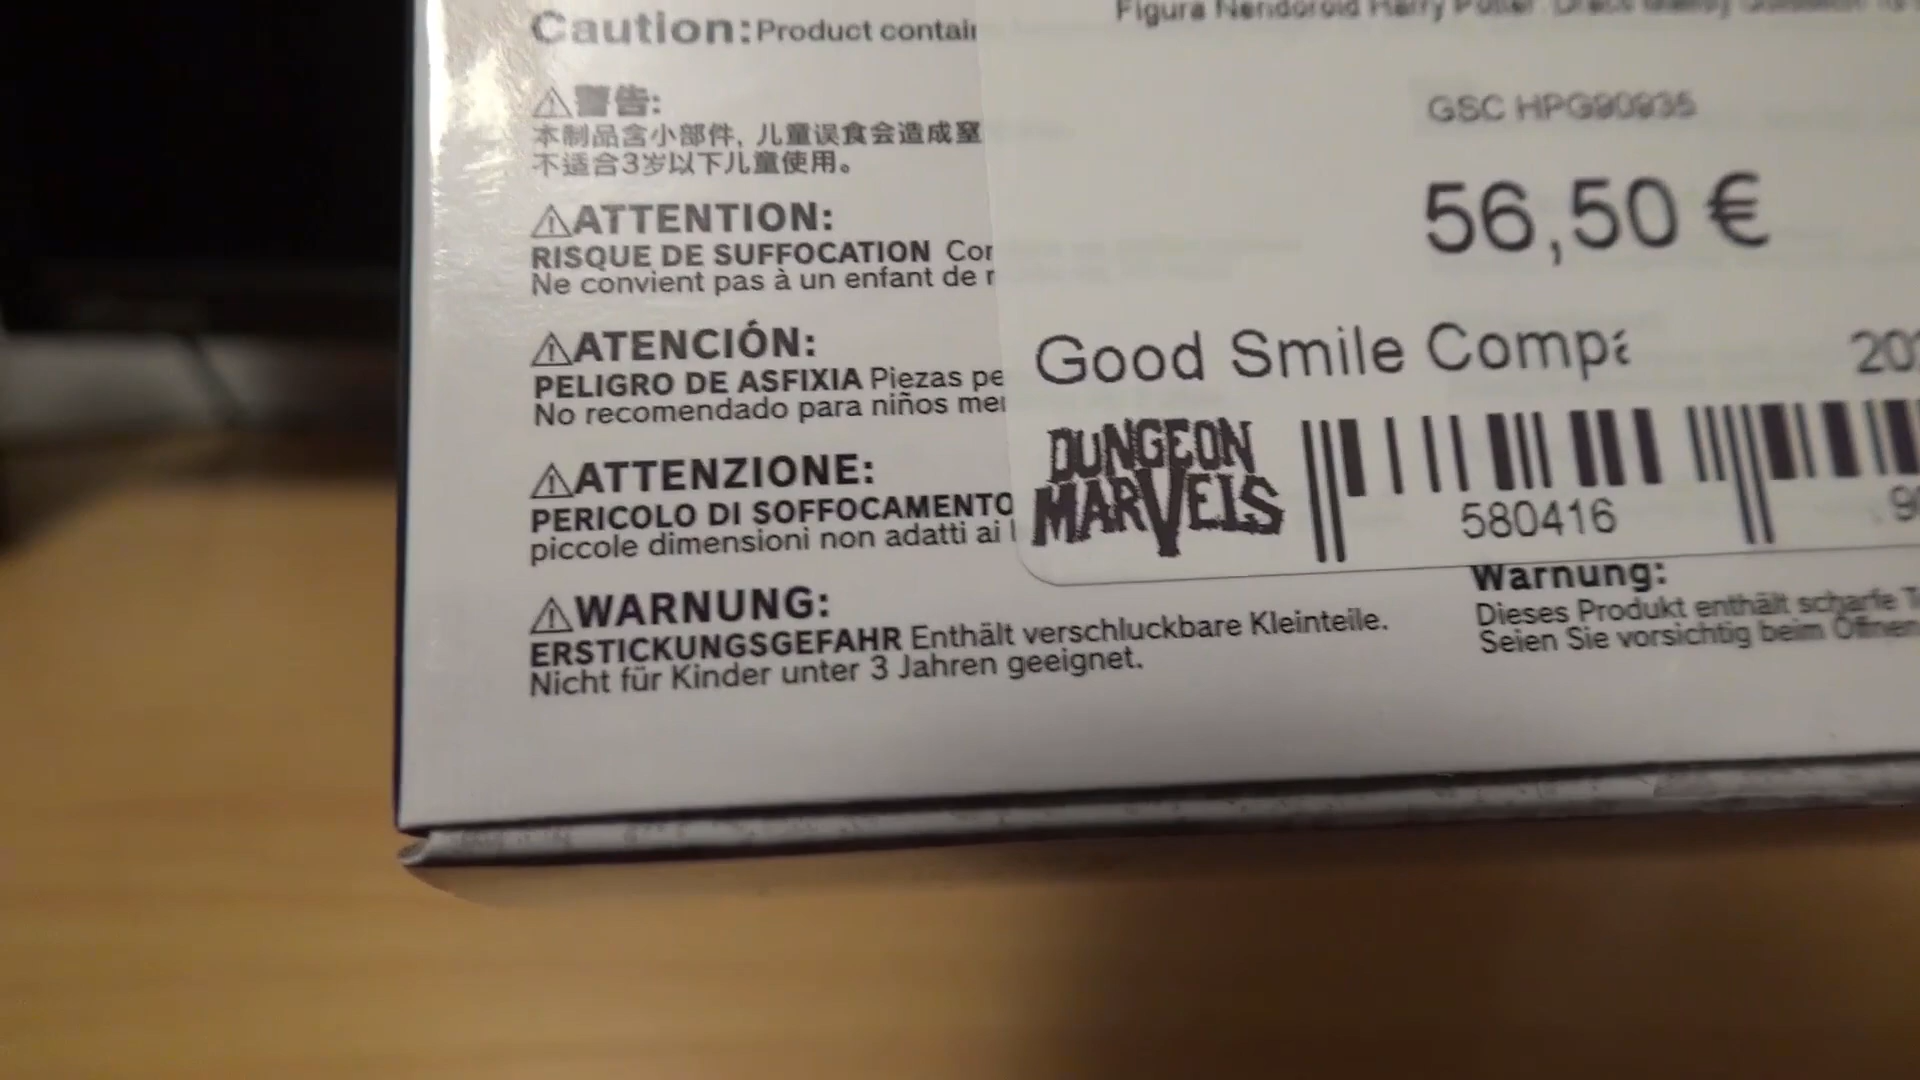 Caution: Product contain
Figura Nendoroid Harry Potter Draco Malfoy Quidditch
⚠警告:
本制品含小部件, 儿童误食会造成窒
不适合3岁以下儿童使用。
⚠ATTENTION:
RISQUE DE SUFFOCATION Cor
Ne convient pas à un enfant de r
⚠ATENCIÓN:
PELIGRO DE ASFIXIA Piezas pe
No recomendado para niños me
⚠ATTENZIONE:
PERICOLO DI SOFFOCAMENTO
piccole dimensioni non adatti ai
⚠WARNUNG:
ERSTICKUNGSGEFAHR Enthält verschluckbare Kleinteile.
Nicht für Kinder unter 3 Jahren geeignet.
GSC HPG90935
56,50 €
Good Smile Compa
DUNGEON
MARVELS
580416
Warnung:
Dieses Produkt enthält scharfe
Seien Sie vorsichtig beim Öffnen